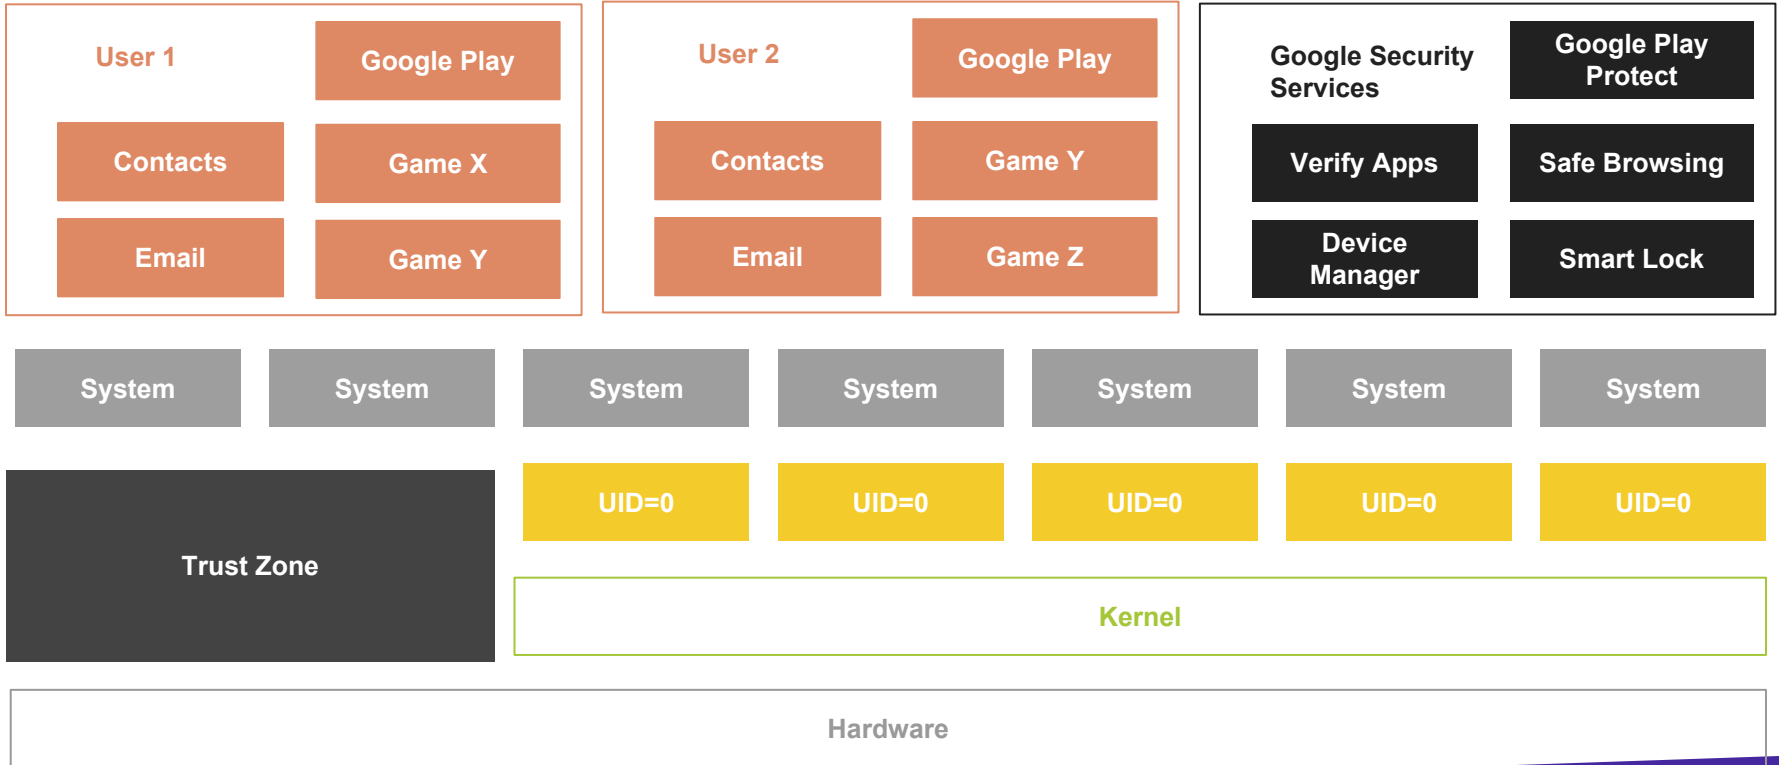 User 1
Google Play
Contacts
Game X
Email
Game Y
User 2
Google Play
Contacts
Game Y
Email
Game Z
Google Security
Services
Google Play
Protect
Verify Apps
Safe Browsing
Device
Manager
Smart Lock
System
System
System
System
System
System
System
Trust Zone
UID=0
UID=0
UID=0
UID=0
UID=0
Kernel
Hardware